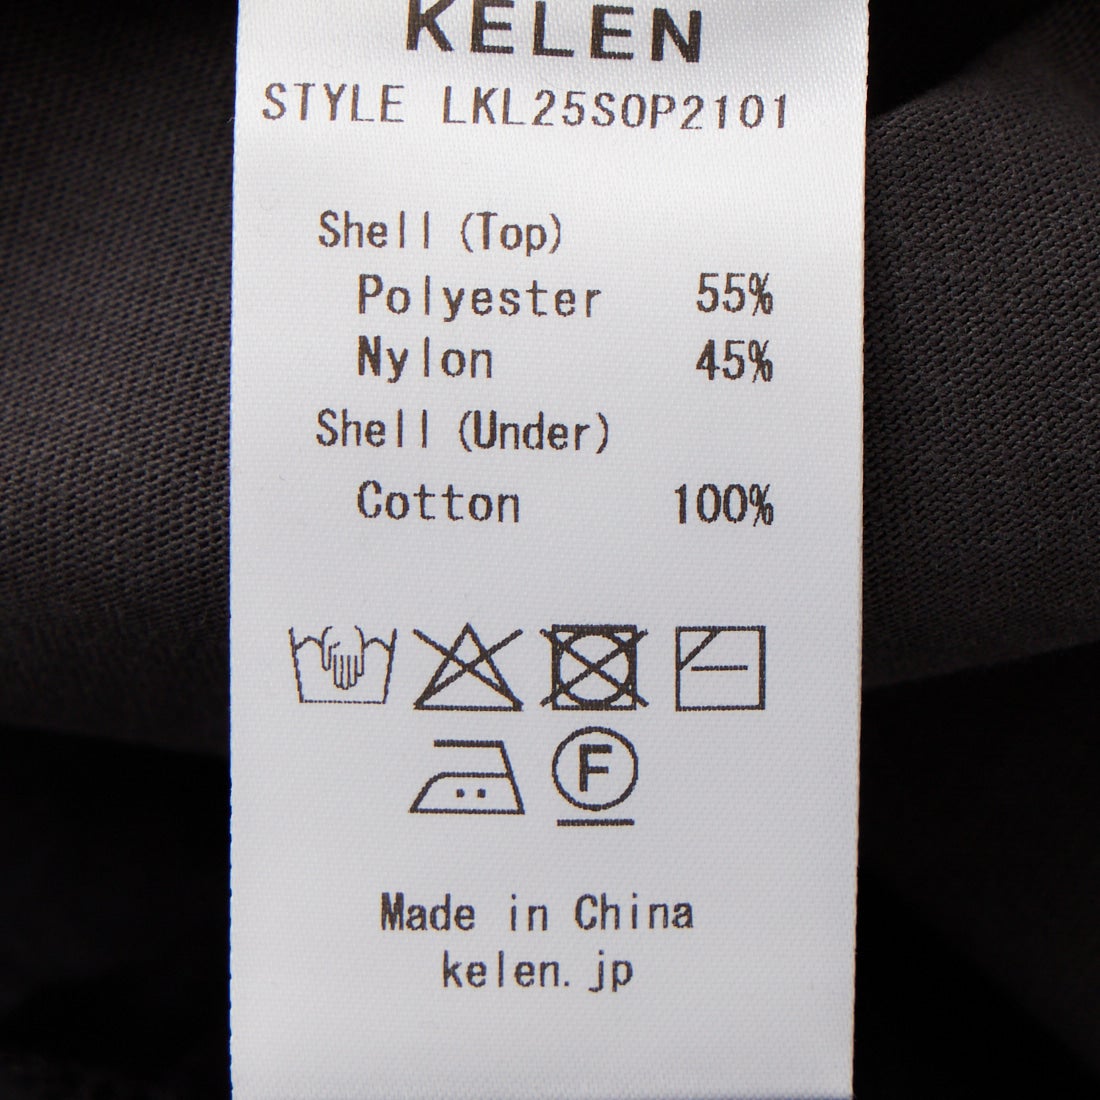 KELEN
STYLE LKL25SOP2101
Shell (Top)
Polyester 55%
Nylon 45%
Shell (Under)
Cotton 100%
F
Made in China
kelen.jp